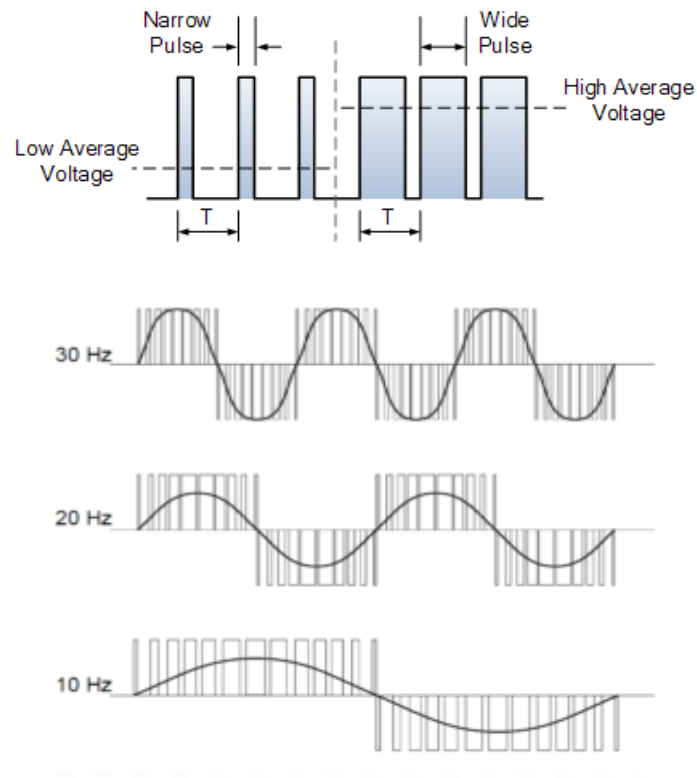 Narrow
Pulse
Wide
Pulse
High Average
Voltage
Low Average
Voltage
T
T
30 Hz
20 Hz
10 Hz